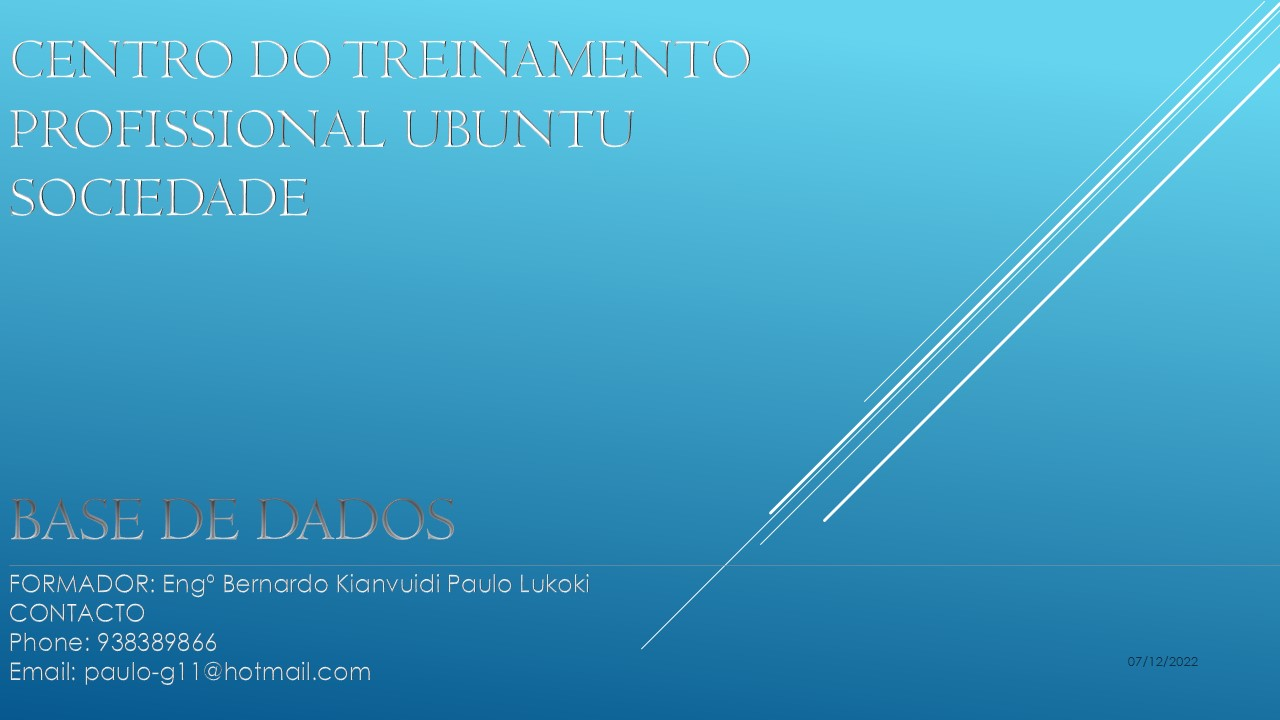 CENTRO DO TREINAMENTO
PROFISSIONAL UBUNTU
SOCIEDADE
BASE DE DADOS
FORMADOR: Engº Bernardo Kianvuidi Paulo Lukoki
CONTACTO
Phone: 938389866
Email: paulo-g11@hotmail.com
07/12/2022